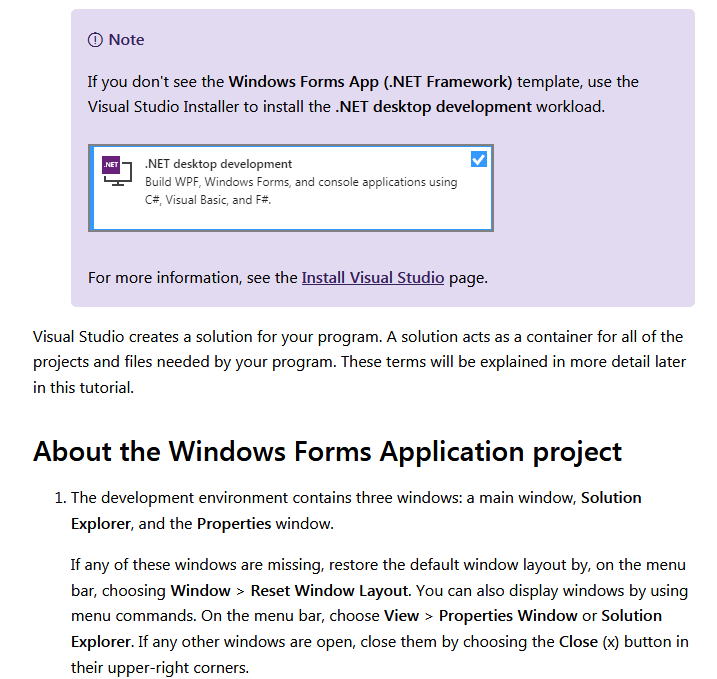 Note
If you don't see the Windows Forms App (.NET Framework) template, use the
Visual Studio Installer to install the .NET desktop development workload.
.NET
.NET desktop development
Build WPF, Windows Forms, and console applications using
C#, Visual Basic, and F#.
For more information, see the Install Visual Studio page.
Visual Studio creates a solution for your program. A solution acts as a container for all of the
projects and files needed by your program. These terms will be explained in more detail later
in this tutorial.
About the Windows Forms Application project
1. The development environment contains three windows: a main window, Solution
Explorer, and the Properties window.
If any of these windows are missing, restore the default window layout by, on the menu
bar, choosing Window > Reset Window Layout. You can also display windows by using
menu commands. On the menu bar, choose View > Properties Window or Solution
Explorer. If any other windows are open, close them by choosing the Close (x) button in
their upper-right corners.